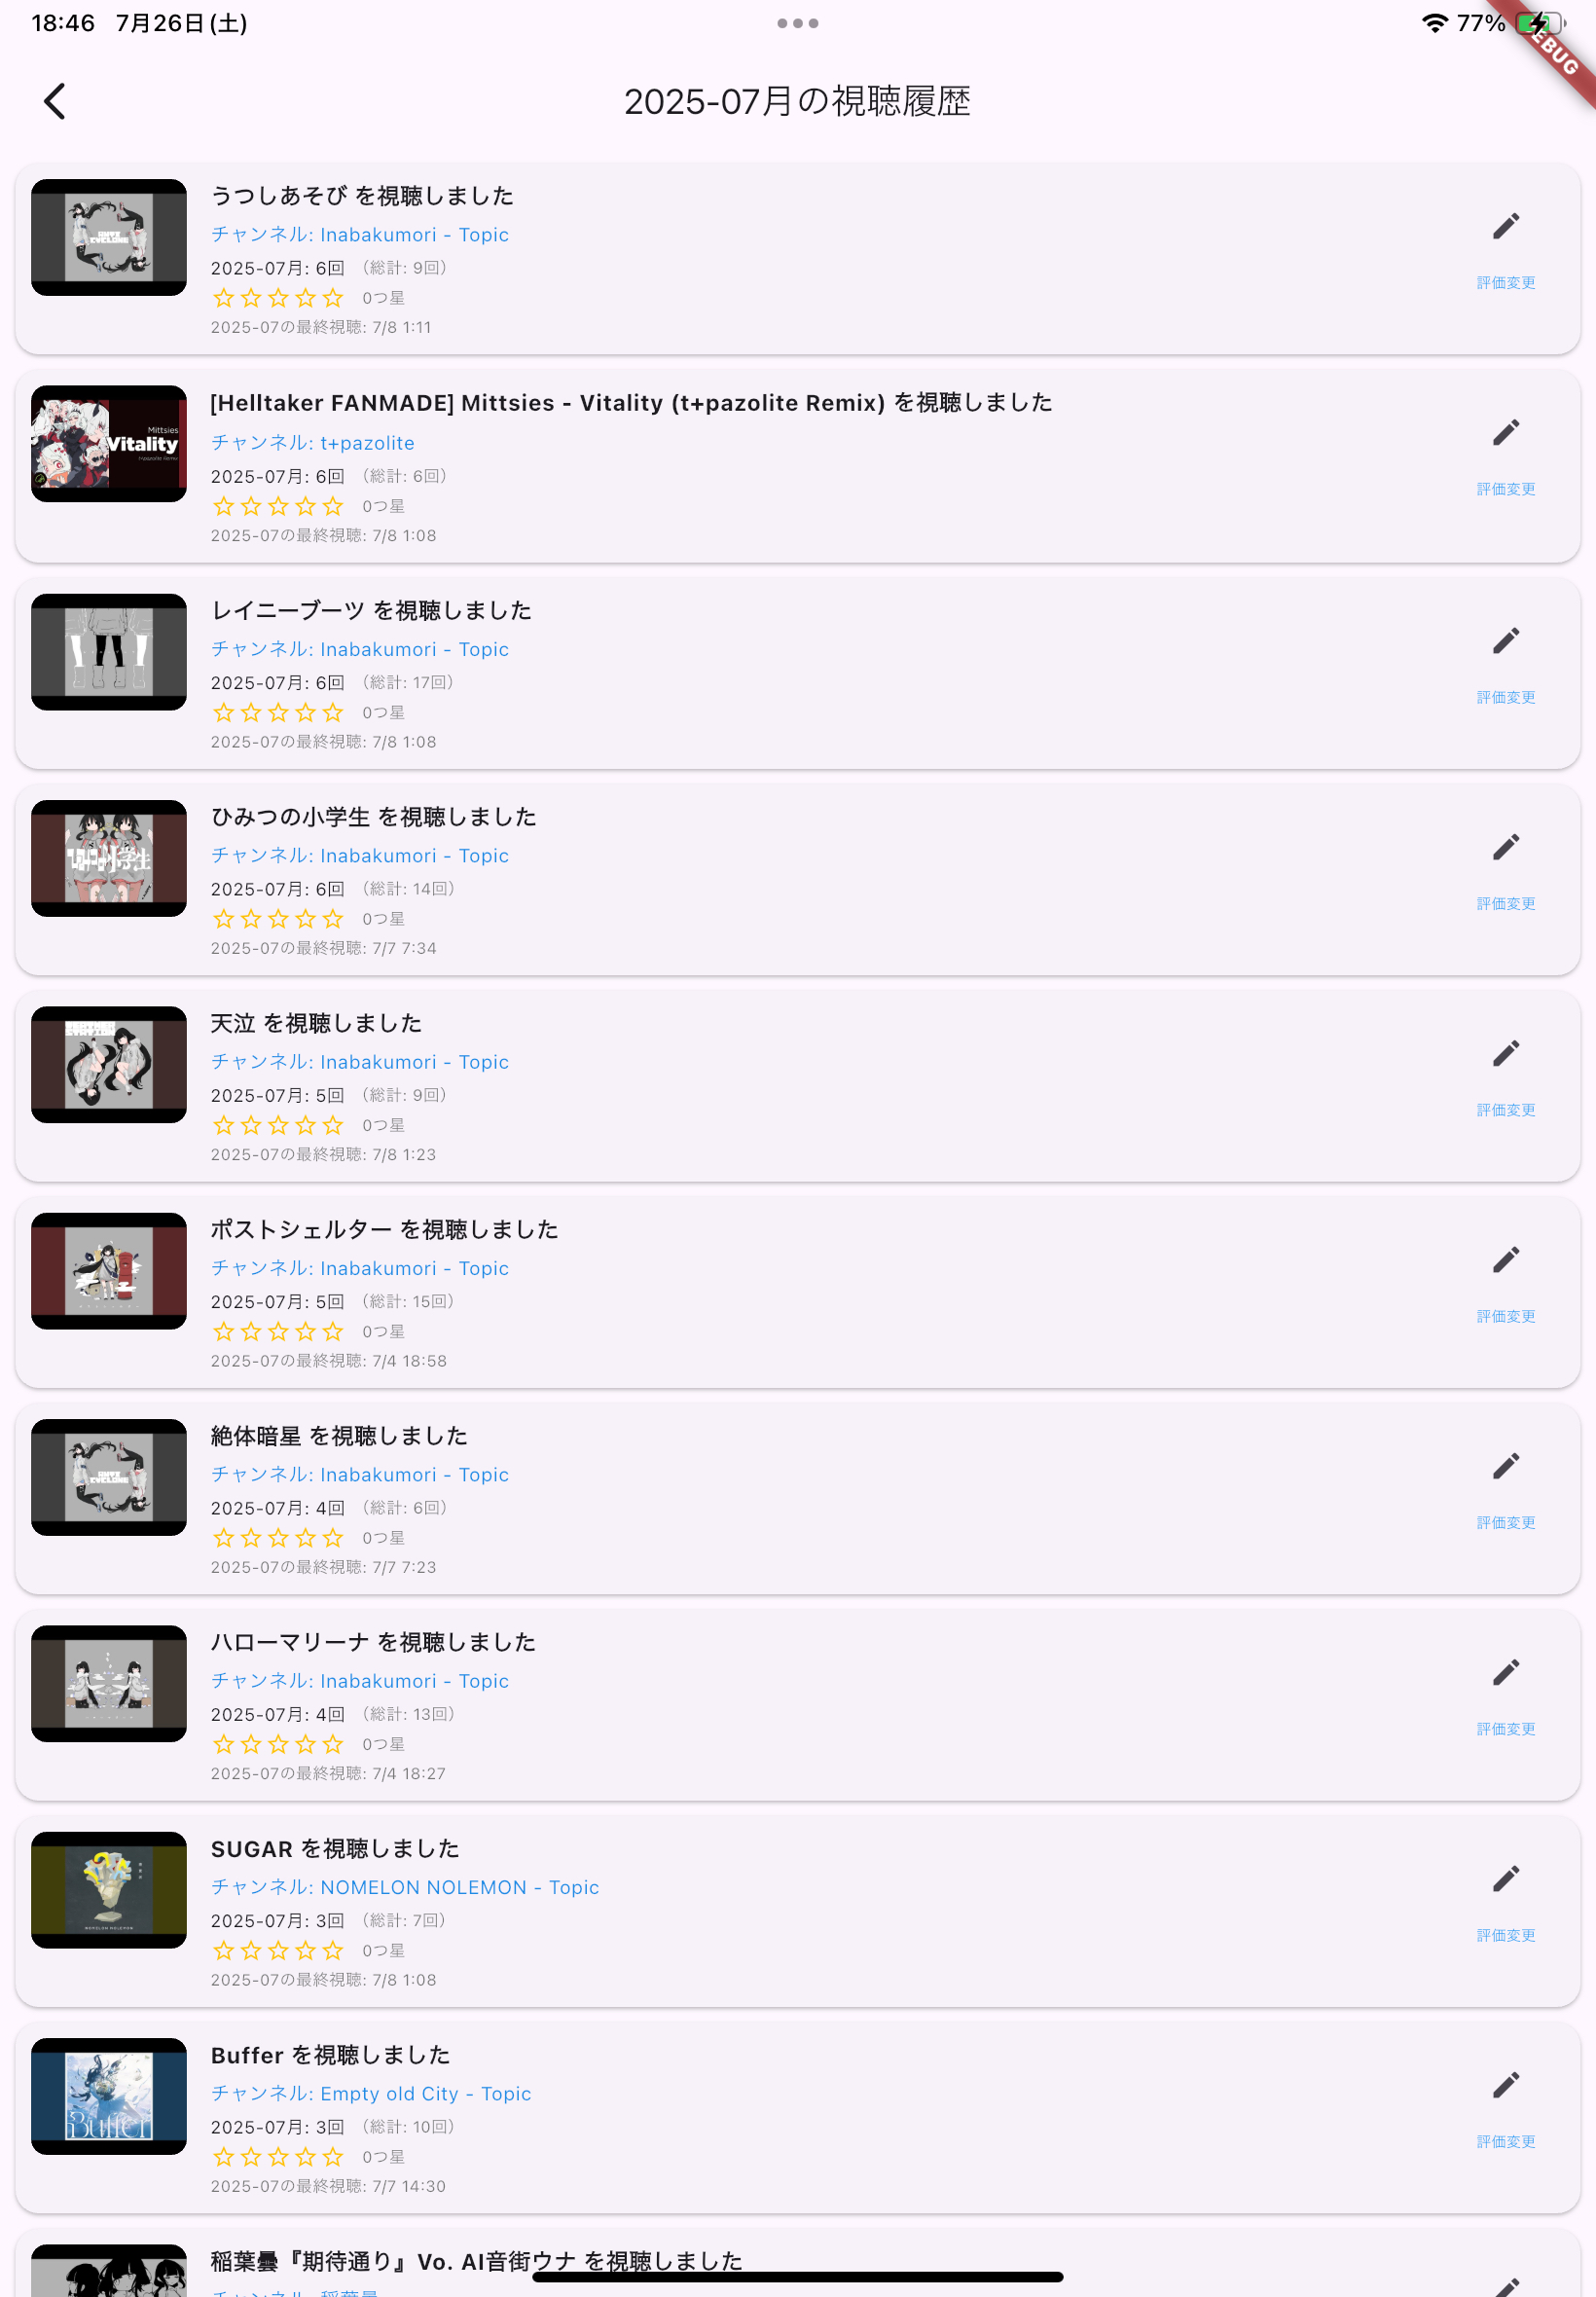 18:46 7月26日(土)
77%
EBUG
2025-07月の視聴履歴
うつしあそび を視聴しました
チャンネル: Inabakumori - Topic
2025-07月: 6回 (総計: 9回)
0つ星
2025-07の最終視聴: 7/8 1:11
評価変更
[Helltaker FANMADE] Mittsies - Vitality (t+pazolite Remix) を視聴しました
Mittsies
Vitality
t+pazolite Remix
チャンネル: t+pazolite
2025-07月: 6回 (総計: 6回)
0つ星
2025-07の最終視聴: 7/8 1:08
評価変更
レイニーブーツ を視聴しました
チャンネル: Inabakumori - Topic
2025-07月: 6回 (総計: 17回)
0つ星
2025-07の最終視聴: 7/8 1:08
評価変更
ひみつの小学生 を視聴しました
チャンネル: Inabakumori - Topic
2025-07月: 6回 (総計: 14回)
0つ星
2025-07の最終視聴: 7/7 7:34
評価変更
天泣 を視聴しました
チャンネル: Inabakumori - Topic
2025-07月: 5回 (総計: 9回)
0つ星
2025-07の最終視聴: 7/8 1:23
評価変更
ポストシェルター を視聴しました
チャンネル: Inabakumori - Topic
2025-07月: 5回 (総計: 15回)
0つ星
2025-07の最終視聴: 7/4 18:58
評価変更
絶体暗星 を視聴しました
チャンネル: Inabakumori - Topic
2025-07月: 4回 (総計: 6回)
0つ星
2025-07の最終視聴: 7/7 7:23
評価変更
ハローマリーナ を視聴しました
チャンネル: Inabakumori - Topic
2025-07月: 4回 (総計: 13回)
0つ星
2025-07の最終視聴: 7/4 18:27
評価変更
SUGAR を視聴しました
NOMELON NOLEMON
チャンネル: NOMELON NOLEMON - Topic
2025-07月: 3回 (総計: 7回)
0つ星
2025-07の最終視聴: 7/8 1:08
評価変更
Buffer を視聴しました
Buffer
チャンネル: Empty old City - Topic
2025-07月: 3回 (総計: 10回)
0つ星
2025-07の最終視聴: 7/7 14:30
評価変更
稲葉曇『期待通り』Vo. AI音街ウナ を視聴しました
チャンネル: 稲葉曇